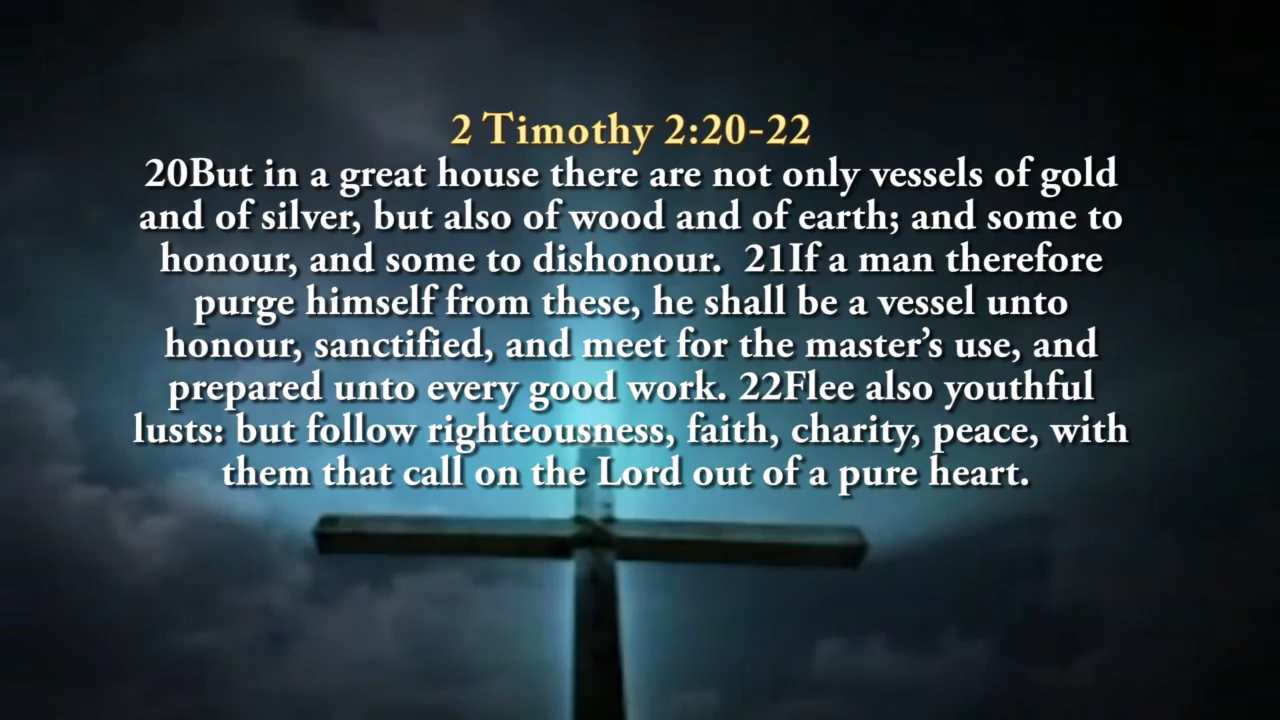 2 Timothy 2:20-22
20But in a great house there are not only vessels of gold
and of silver, but also of wood and of earth; and some to
honour, and some to dishonour.  21If a man therefore
purge himself from these, he shall be a vessel unto
honour, sanctified, and meet for the master’s use, and
prepared unto every good work. 22Flee also youthful
lusts: but follow righteousness, faith, charity, peace, with
them that call on the Lord out of a pure heart.